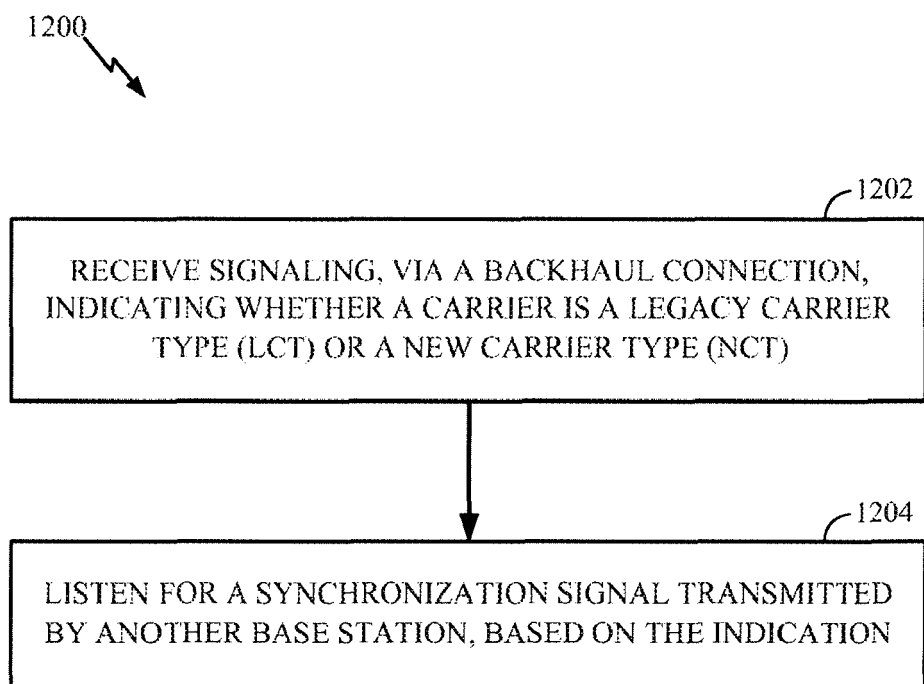 1200
1202
RECEIVE SIGNALING, VIA A BACKHAUL CONNECTION,
INDICATING WHETHER A CARRIER IS A LEGACY CARRIER
TYPE (LCT) OR A NEW CARRIER TYPE (NCT)
1204
LISTEN FOR A SYNCHRONIZATION SIGNAL TRANSMITTED
BY ANOTHER BASE STATION, BASED ON THE INDICATION